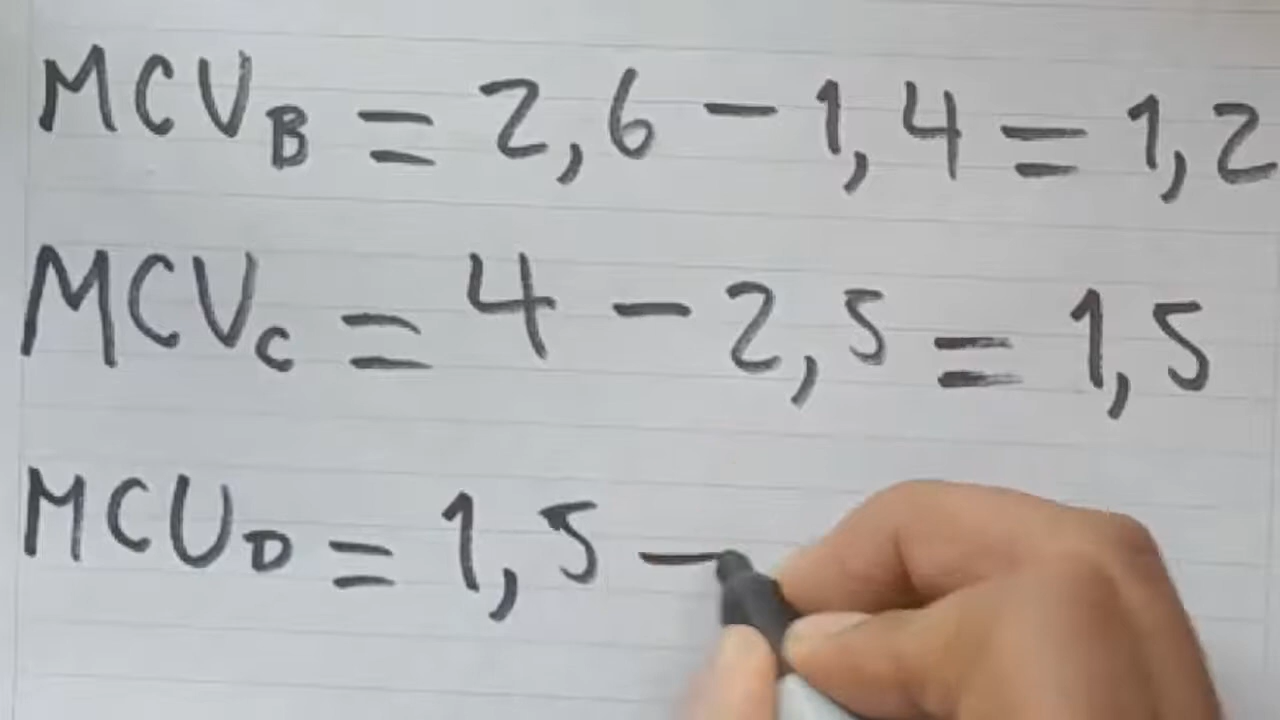 MCVB = 2,6 - 1,4 = 1,2
MCVC = 4 - 2,5 = 1,5
MCUD = 1,5 -